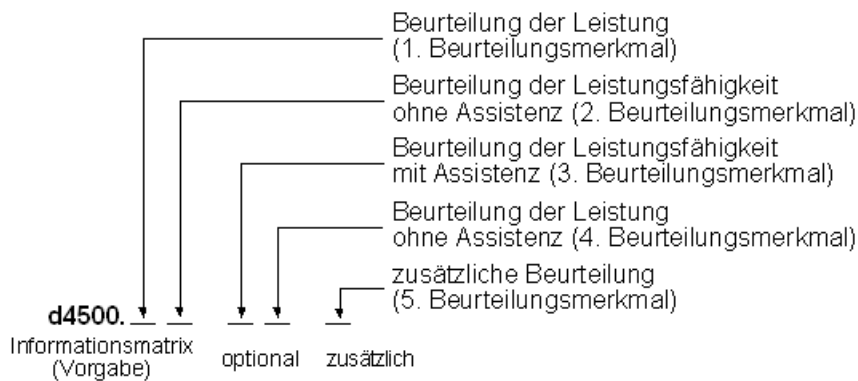 Beurteilung der Leistung
(1. Beurteilungsmerkmal)
Beurteilung der Leistungsfähigkeit
ohne Assistenz (2. Beurteilungsmerkmal)
Beurteilung der Leistungsfähigkeit
mit Assistenz (3. Beurteilungsmerkmal)
Beurteilung der Leistung
ohne Assistenz (4. Beurteilungsmerkmal)
zusätzliche Beurteilung
(5. Beurteilungsmerkmal)
d4500. _ _ _ _ _
Informationsmatrix
(Vorgabe)
optional
zusätzlich